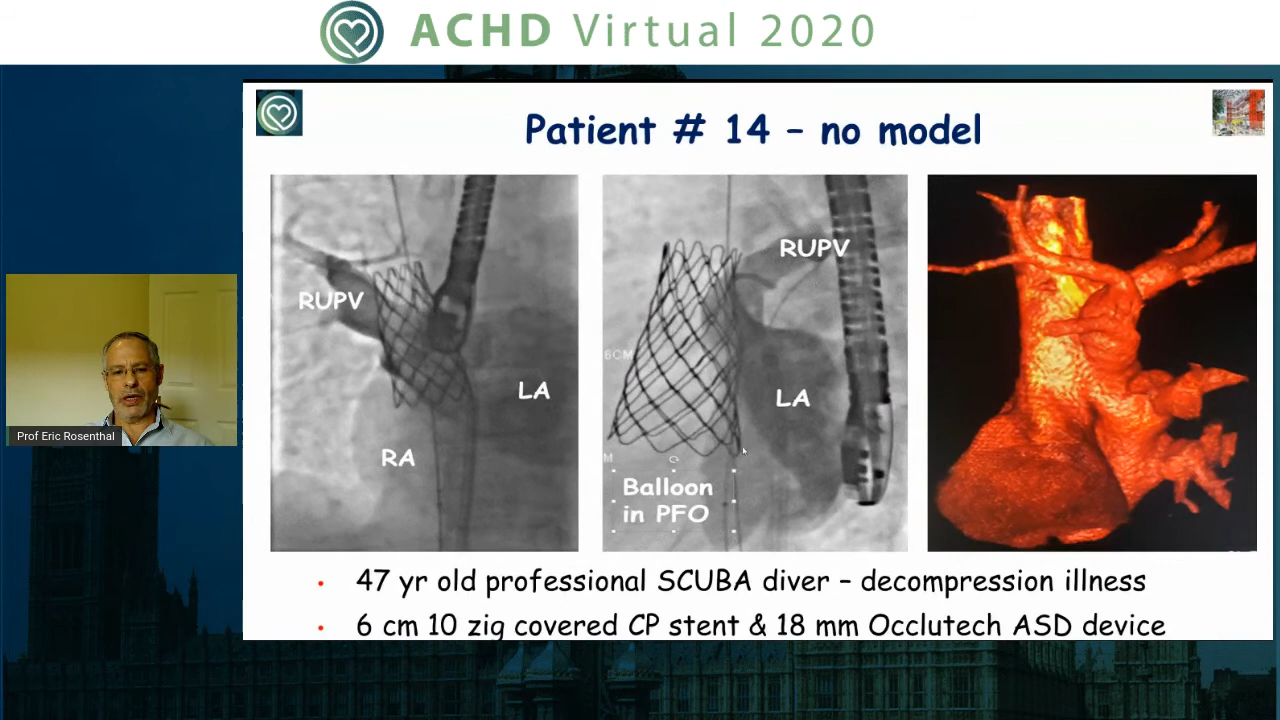 ACHD Virtual 2020
Patient # 14 – no model
RUPV
LA
RA
RUPV
LA
8CM
M
Balloon
in PFO
Prof Eric Rosenthal
• 47 yr old professional SCUBA diver – decompression illness
• 6 cm 10 zig covered CP stent & 18 mm Occlutech ASD device